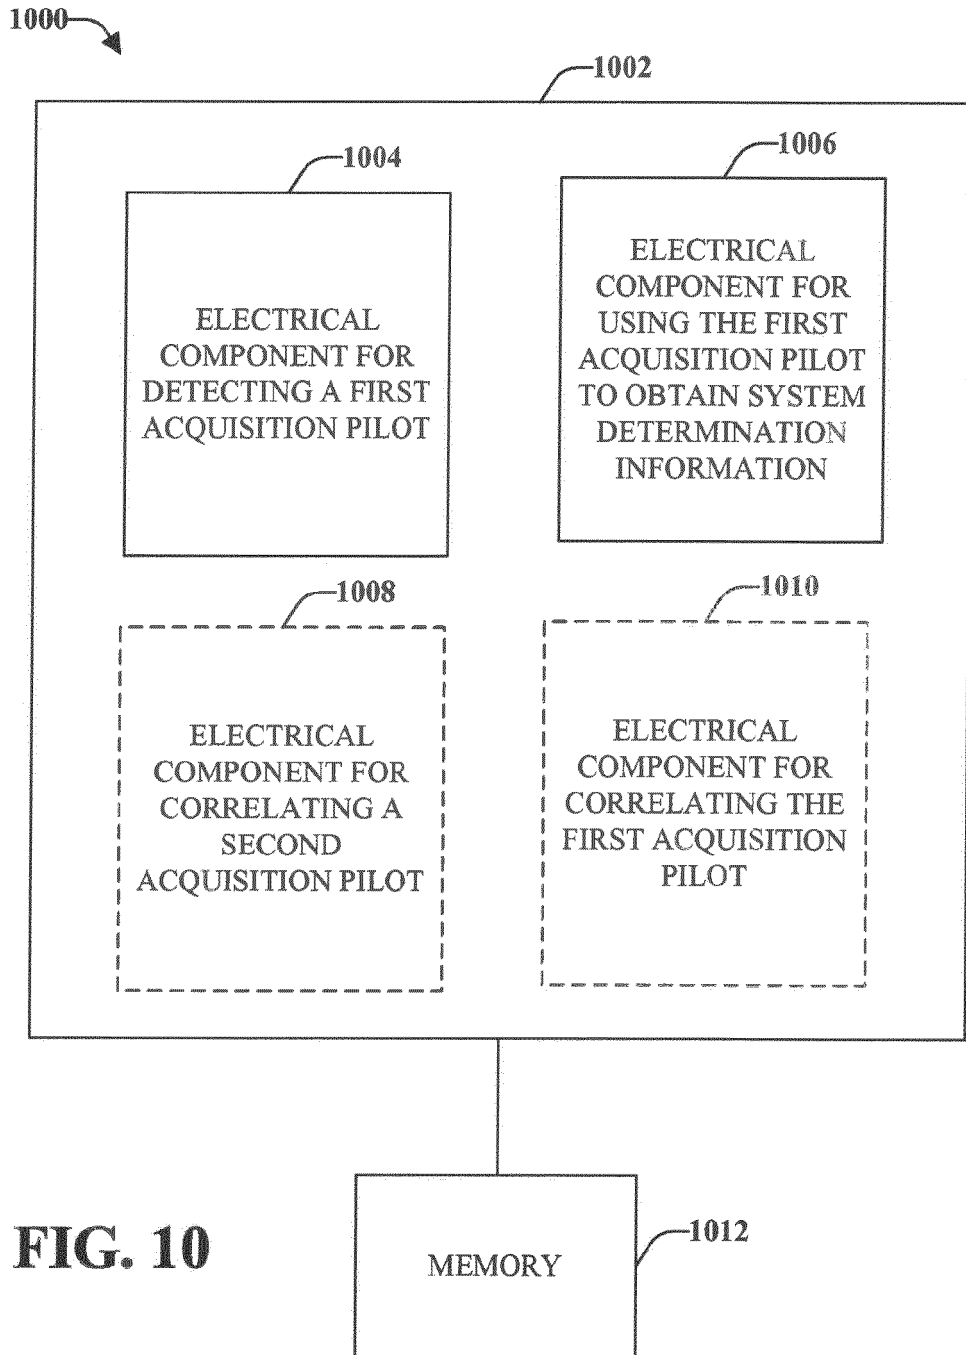 1000
1002
1004
1006
ELECTRICAL
COMPONENT FOR
DETECTING A FIRST
ACQUISITION PILOT
ELECTRICAL
COMPONENT FOR
USING THE FIRST
ACQUISITION PILOT
TO OBTAIN SYSTEM
DETERMINATION
INFORMATION
1008
1010
ELECTRICAL
COMPONENT FOR
CORRELATING A
SECOND
ACQUISITION PILOT
ELECTRICAL
COMPONENT FOR
CORRELATING THE
FIRST ACQUISITION
PILOT
FIG. 10
MEMORY
1012